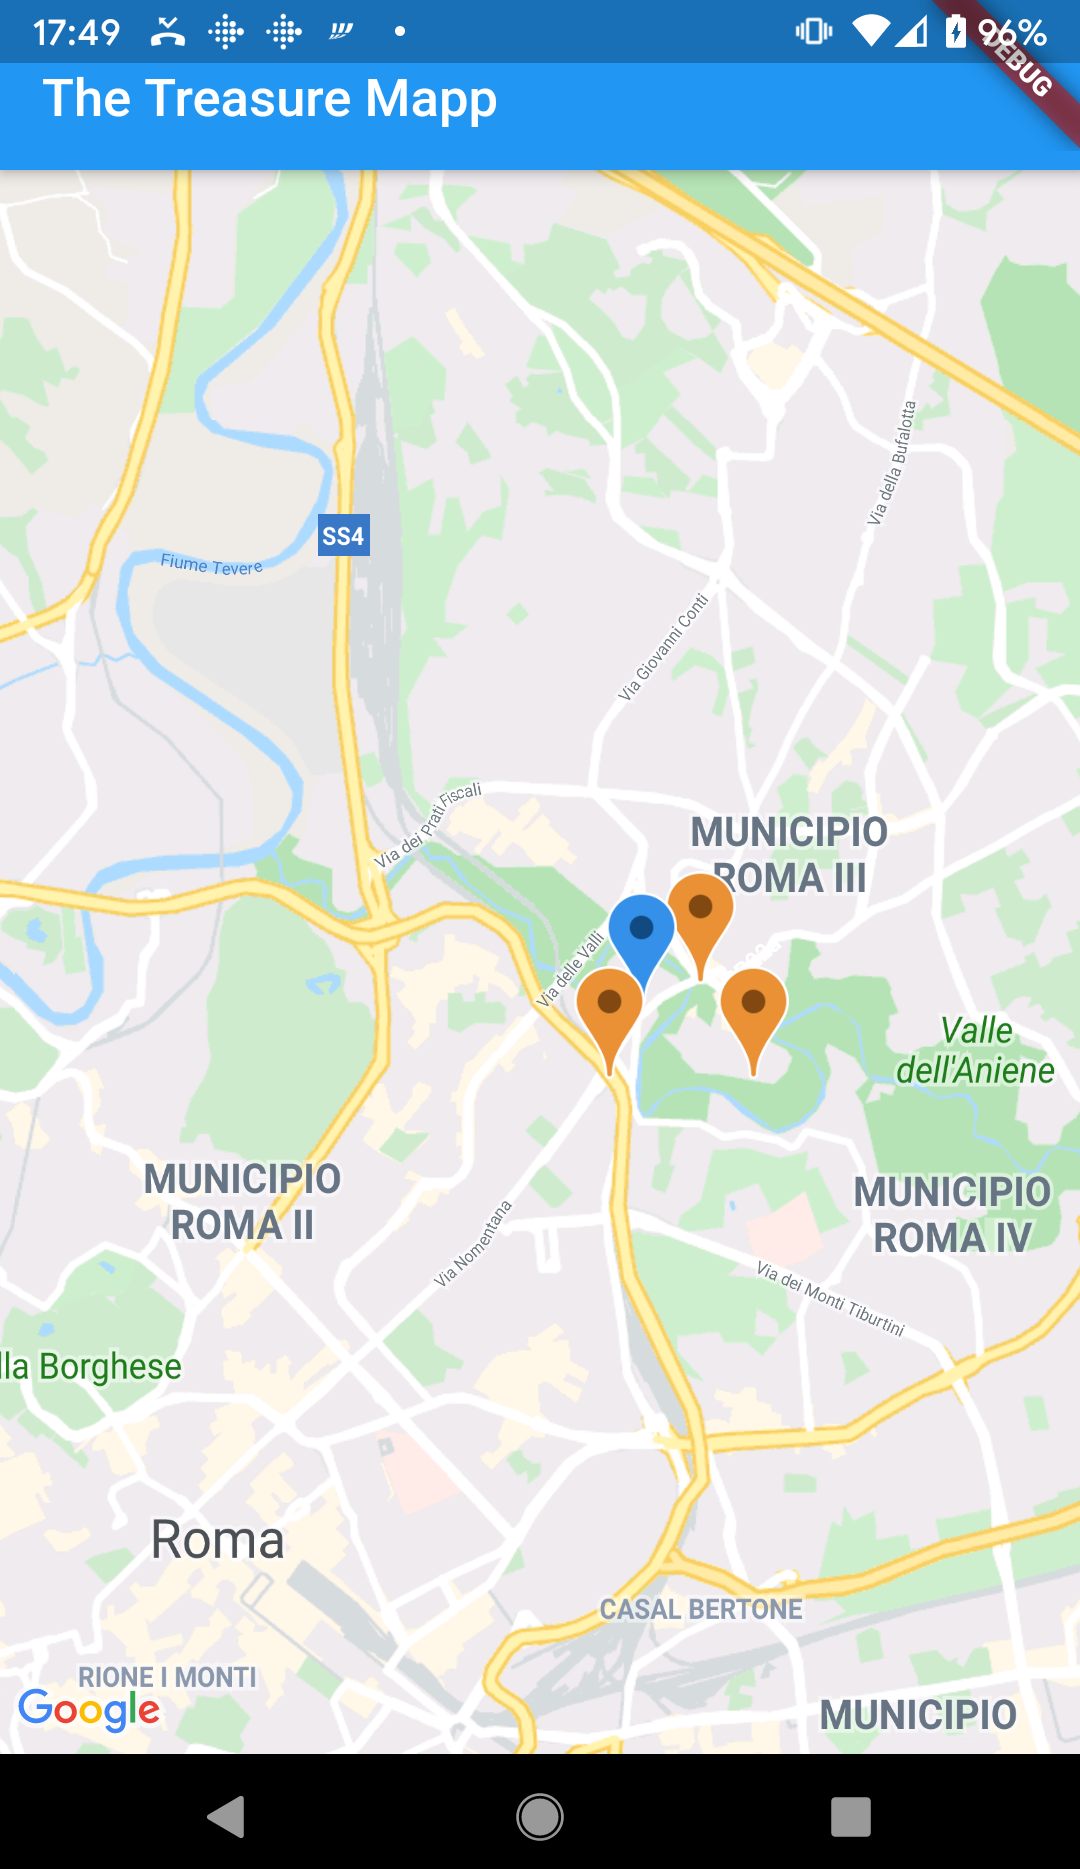 17:49
96%
DEBUG
The Treasure Mapp
Via della Bufalotta
SS4
Fiume Tevere
Via Giovanni Conti
Via dei Prati Fiscali
MUNICIPIO
ROMA III
Via delle Valli
Valle
dell'Aniene
MUNICIPIO
ROMA II
MUNICIPIO
ROMA IV
Via Nomentana
Via dei Monti Tiburtini
lla Borghese
Roma
CASAL BERTONE
RIONE I MONTI
Google
MUNICIPIO